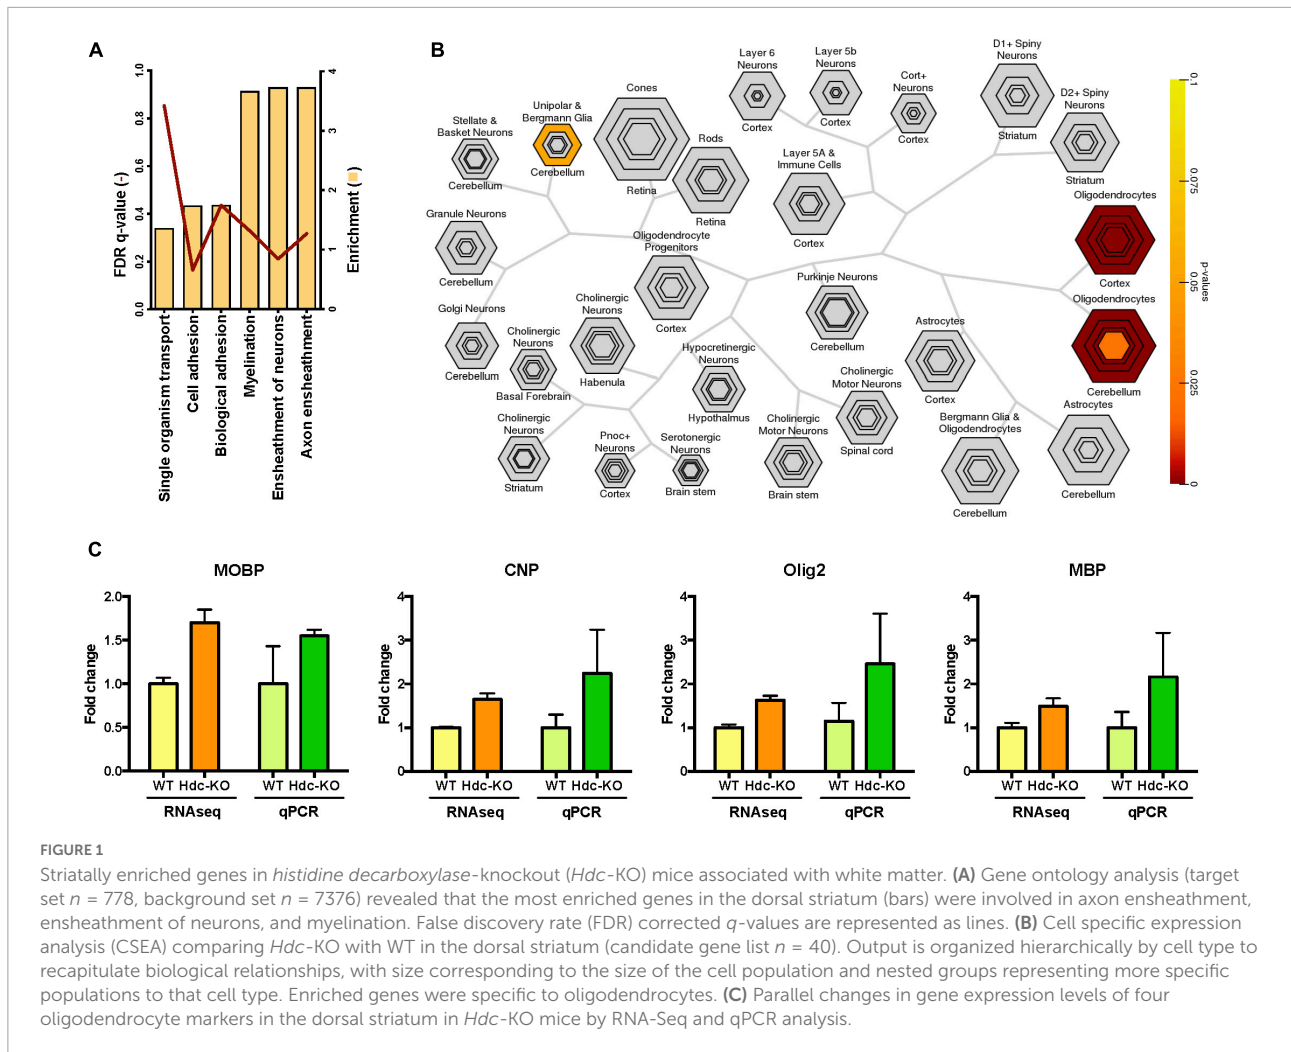 A
FDR q-value (-)
1.0
0.8
0.6
0.4
0.2
0.0
4
3
2
1
0
Enrichment (■)
Single organism transport
Cell adhesion
Biological adhesion
Myelination
Ensheathment of neurons
Axon ensheathment
B
Stellate &
Basket Neurons
Cerebellum
Unipolar &
Bergmann Glia
Cerebellum
Cones
Retina
Rods
Retina
Layer 6
Neurons
Cortex
Layer 5b
Neurons
Cortex
Cort+
Neurons
Cortex
D1+ Spiny
Neurons
Striatum
D2+ Spiny
Neurons
Striatum
Layer 5A &
Immune Cells
Cortex
Granule Neurons
Cerebellum
Oligodendrocyte
Progenitors
Cortex
Oligodendrocytes
Cortex
Oligodendrocytes
Cerebellum
Golgi Neurons
Cerebellum
Cholinergic
Neurons
Basal Forebrain
Cholinergic
Neurons
Habenula
Purkinje Neurons
Cerebellum
Hypocretinergic
Neurons
Hypothalmus
Astrocytes
Cortex
Cholinergic
Motor Neurons
Spinal cord
Cholinergic
Neurons
Striatum
Pnoc+
Neurons
Cortex
Serotonergic
Neurons
Brain stem
Cholinergic
Motor Neurons
Brain stem
Bergmann Glia &
Oligodendrocytes
Cerebellum
Astrocytes
Cerebellum
0.1
0.075
0.05
0.025
0
p-values
C
MOBP
Fold change
2.0
1.5
1.0
0.5
0.0
WT Hdc-KO WT Hdc-KO
RNAseq qPCR
CNP
Fold change
4
3
2
1
0
WT Hdc-KO WT Hdc-KO
RNAseq qPCR
Olig2
Fold change
4
3
2
1
0
WT Hdc-KO WT Hdc-KO
RNAseq qPCR
MBP
Fold change
4
3
2
1
0
WT Hdc-KO WT Hdc-KO
RNAseq qPCR
FIGURE 1
Striatally enriched genes in histidine decarboxylase-knockout (Hdc-KO) mice associated with white matter. (A) Gene ontology analysis (target
set n = 778, background set n = 7376) revealed that the most enriched genes in the dorsal striatum (bars) were involved in axon ensheathment,
ensheathment of neurons, and myelination. False discovery rate (FDR) corrected q-values are represented as lines. (B) Cell specific expression
analysis (CSEA) comparing Hdc-KO with WT in the dorsal striatum (candidate gene list n = 40). Output is organized hierarchically by cell type to
recapitulate biological relationships, with size corresponding to the size of the cell population and nested groups representing more specific
populations to that cell type. Enriched genes were specific to oligodendrocytes. (C) Parallel changes in gene expression levels of four
oligodendrocyte markers in the dorsal striatum in Hdc-KO mice by RNA-Seq and qPCR analysis.